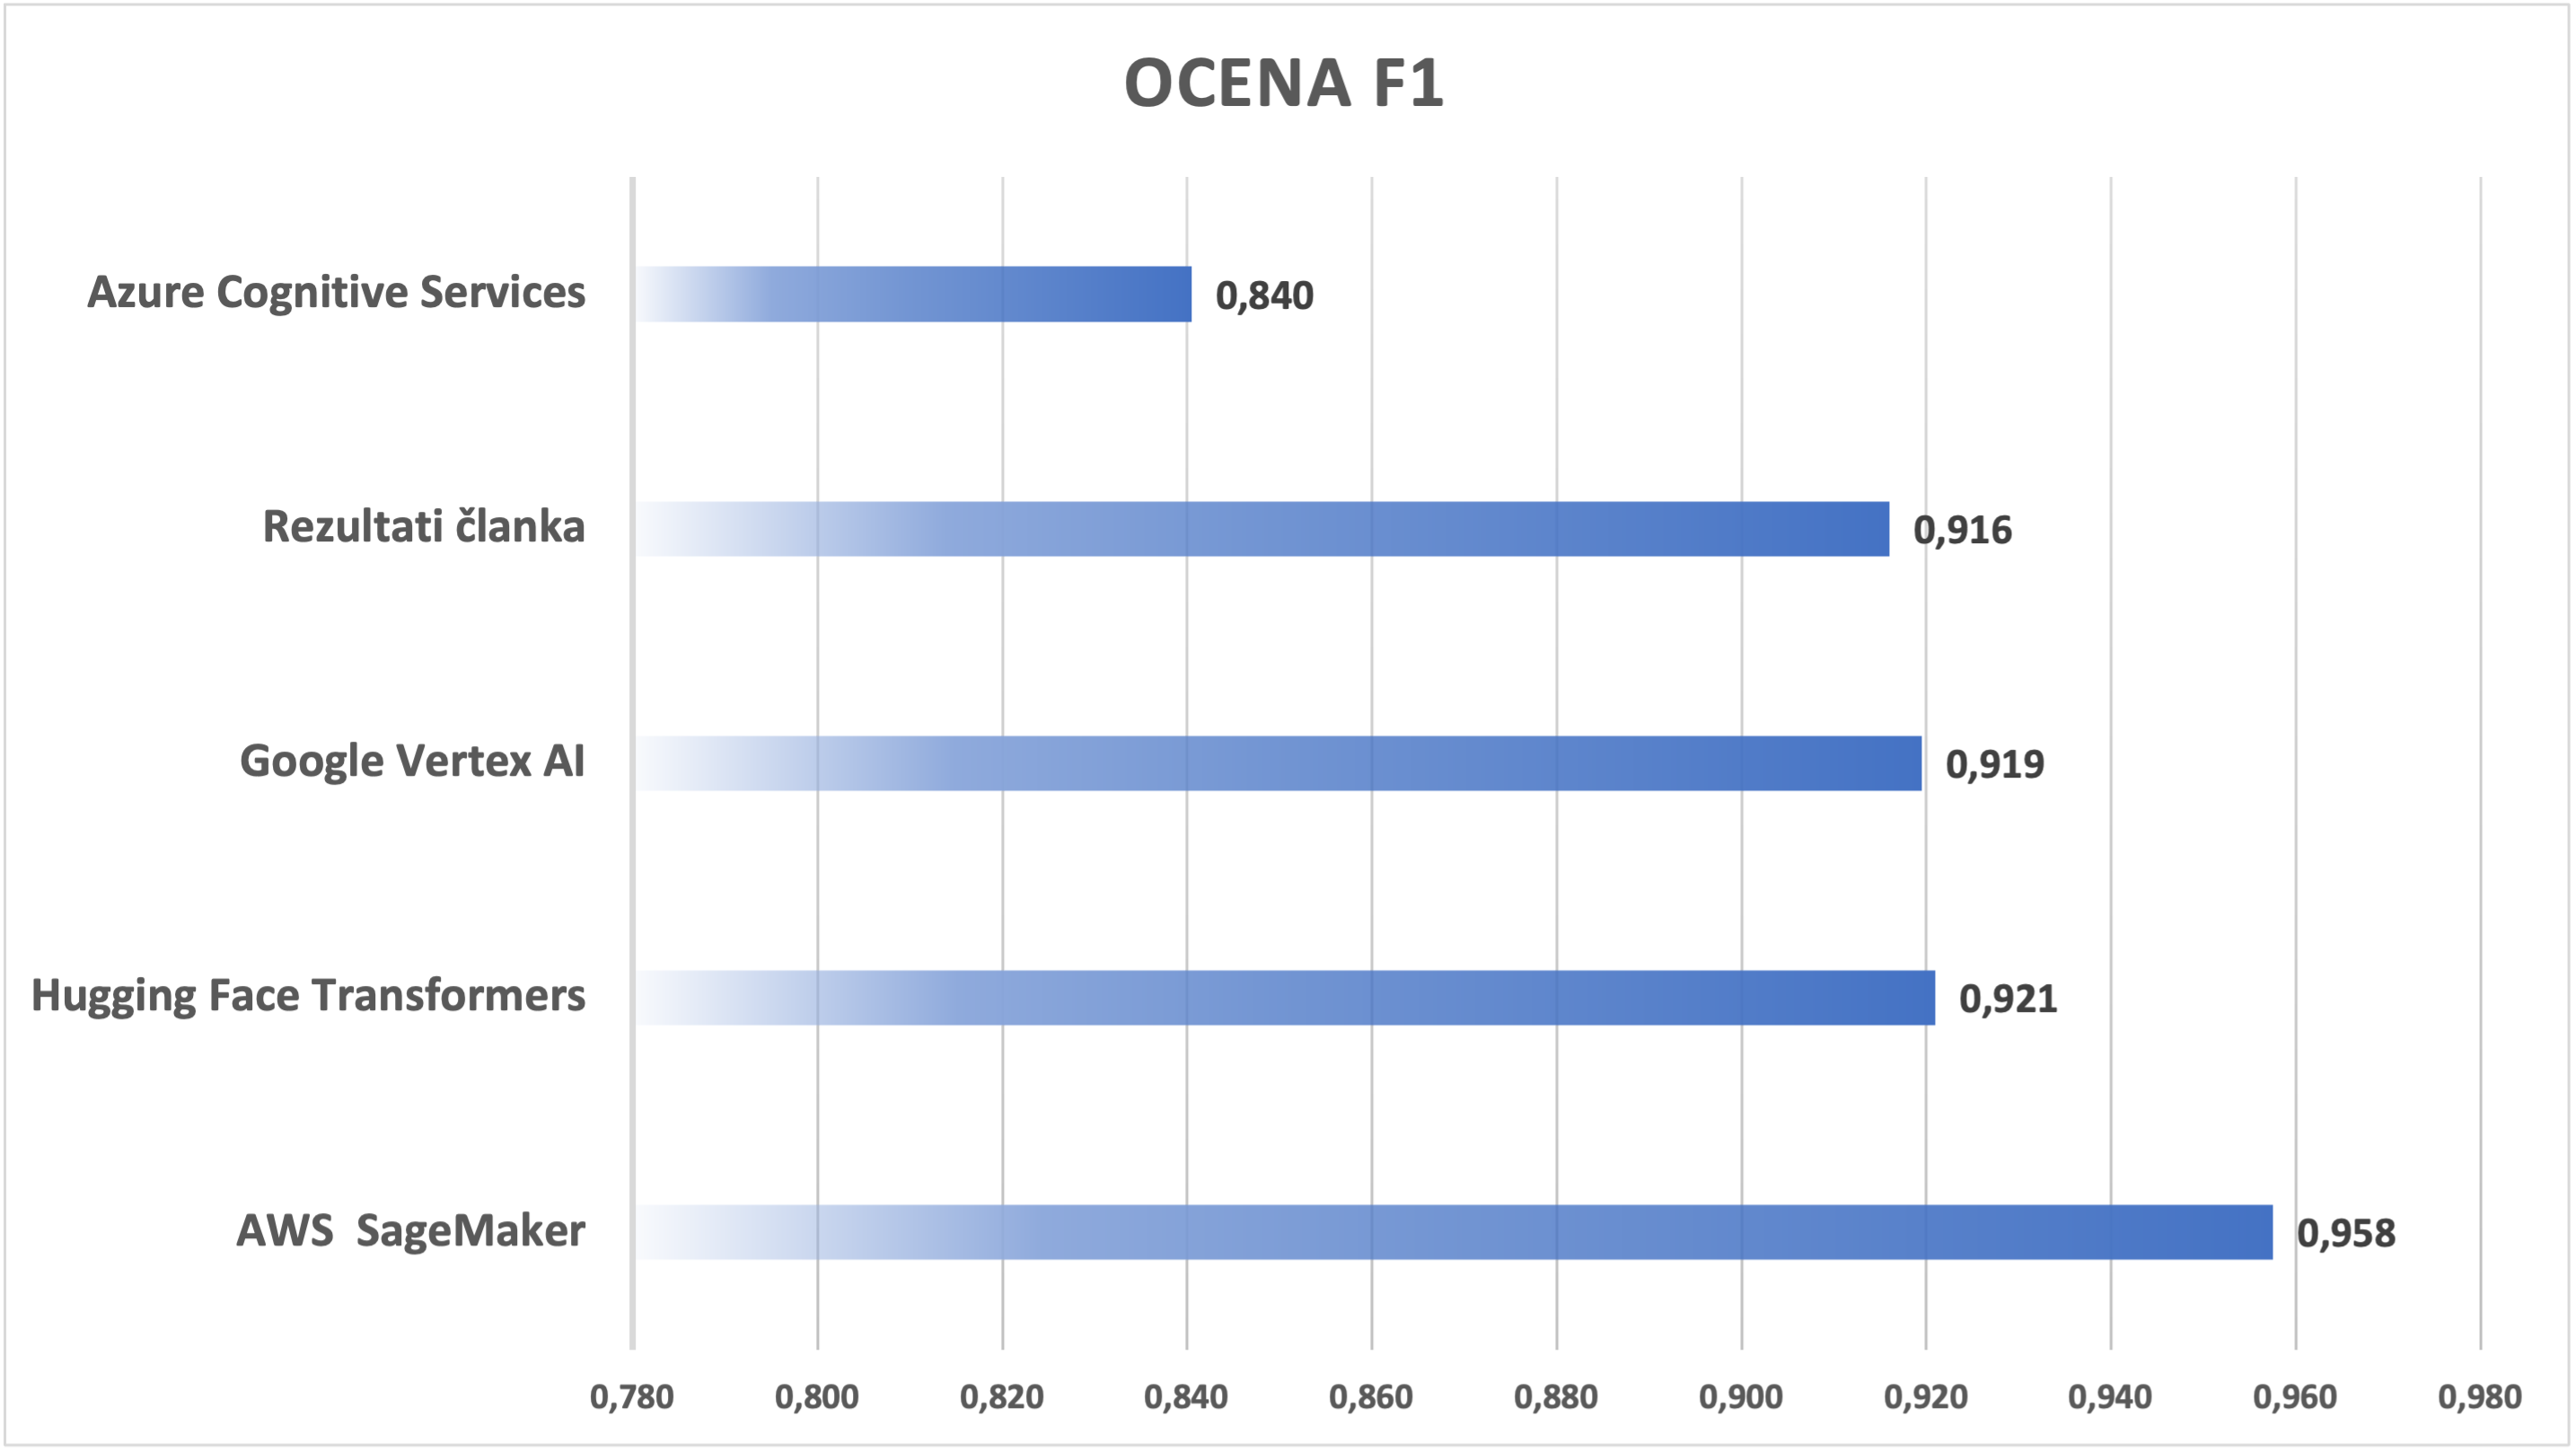 OCENA F1
Azure Cognitive Services 0,840
Rezultati članka 0,916
Google Vertex AI 0,919
Hugging Face Transformers 0,921
AWS  SageMaker 0,958
0,780 0,800 0,820 0,840 0,860 0,880 0,900 0,920 0,940 0,960 0,980